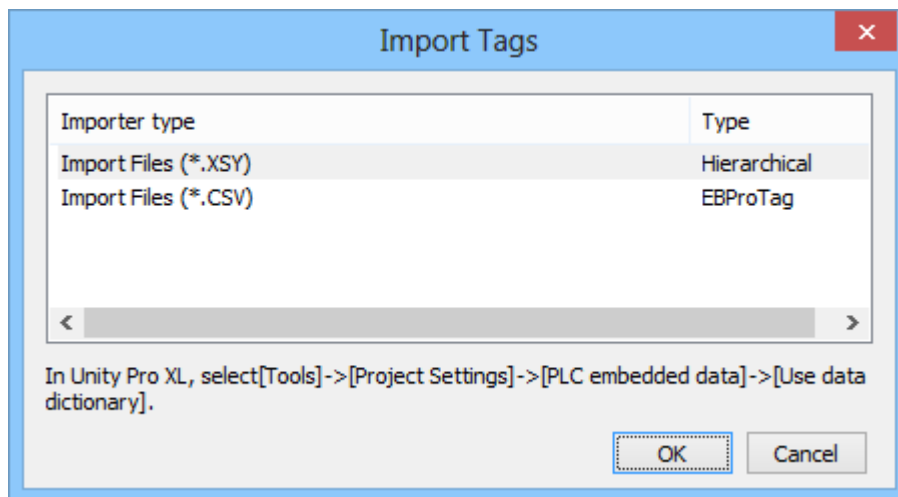 Import Tags
Importer type Type
Import Files (*.XSY) Hierarchical
Import Files (*.CSV) EBProTag
In Unity Pro XL, select[Tools]->[Project Settings]->[PLC embedded data]->[Use data
dictionary].
OK Cancel